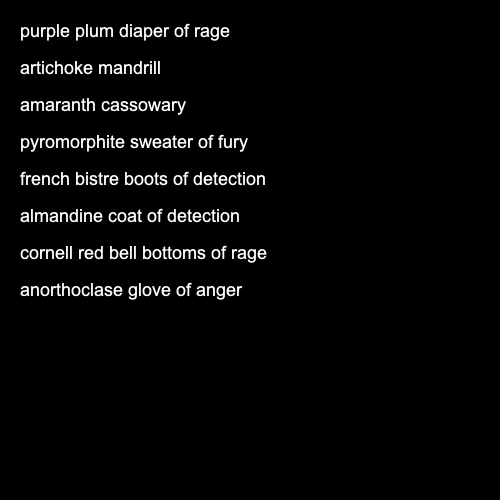 purple plum diaper of rage
artichoke mandrill
amaranth cassowary
pyromorphite sweater of fury
french bistre boots of detection
almandine coat of detection
cornell red bell bottoms of rage
anorthoclase glove of anger